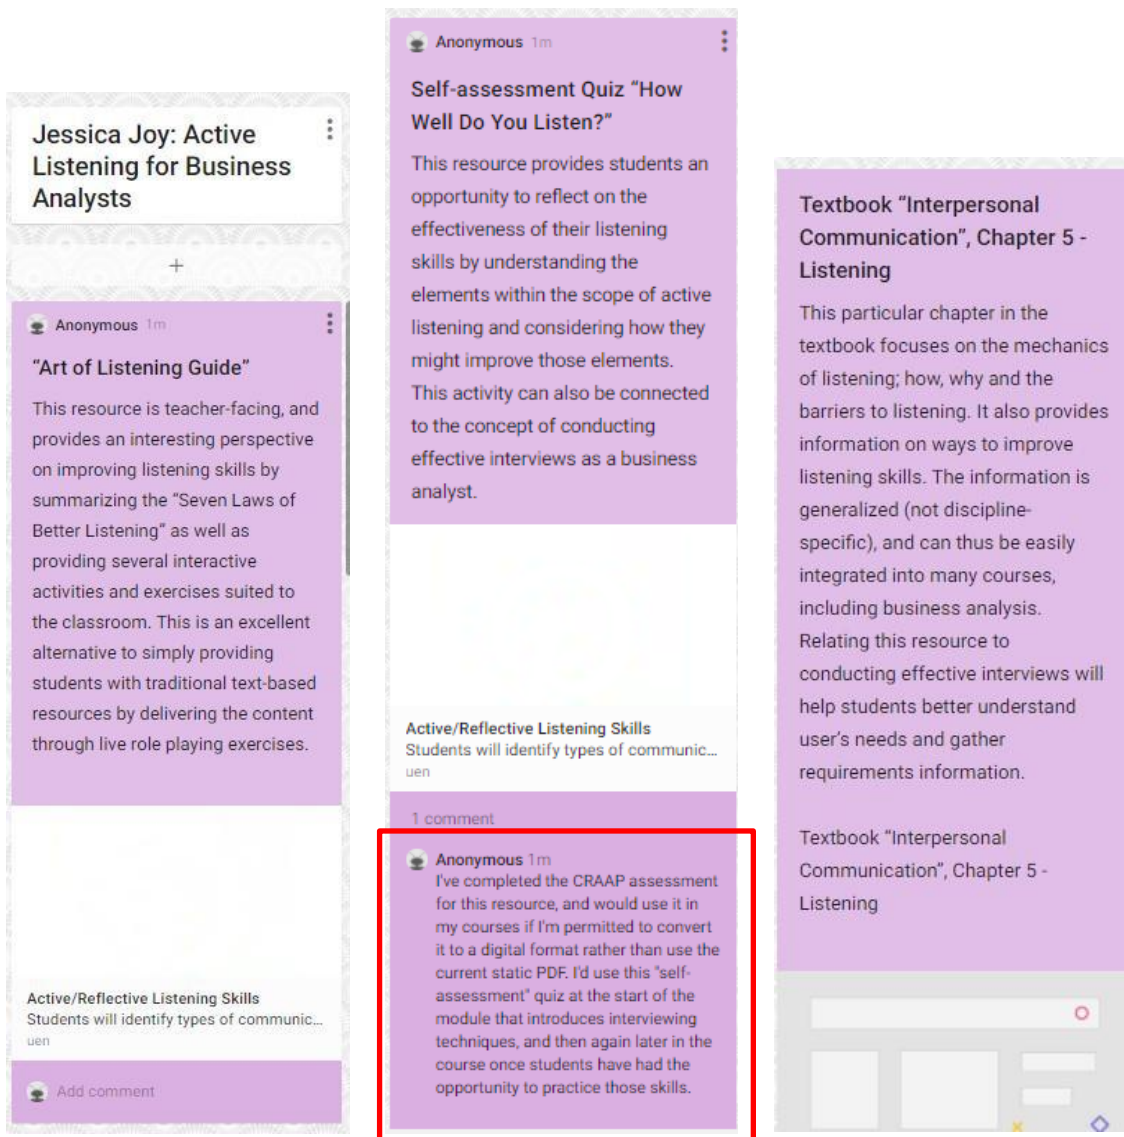 Jessica Joy: Active
Listening for Business
Analysts
+
Anonymous 1m
“Art of Listening Guide”
This resource is teacher-facing, and
provides an interesting perspective
on improving listening skills by
summarizing the “Seven Laws of
Better Listening” as well as
providing several interactive
activities and exercises suited to
the classroom. This is an excellent
alternative to simply providing
students with traditional text-based
resources by delivering the content
through live role playing exercises.
Active/Reflective Listening Skills
Students will identify types of communic...
uen
Add comment
Anonymous 1m
Self-assessment Quiz “How
Well Do You Listen?”
This resource provides students an
opportunity to reflect on the
effectiveness of their listening
skills by understanding the
elements within the scope of active
listening and considering how they
might improve those elements.
This activity can also be connected
to the concept of conducting
effective interviews as a business
analyst.
Active/Reflective Listening Skills
Students will identify types of communic...
uen
1 comment
Anonymous 1m
I've completed the CRAAP assessment
for this resource, and would use it in
my courses if I'm permitted to convert
it to a digital format rather than use the
current static PDF. I'd use this "self-
assessment" quiz at the start of the
module that introduces interviewing
techniques, and then again later in the
course once students have had the
opportunity to practice those skills.
Textbook “Interpersonal
Communication”, Chapter 5 -
Listening
This particular chapter in the
textbook focuses on the mechanics
of listening; how, why and the
barriers to listening. It also provides
information on ways to improve
listening skills. The information is
generalized (not discipline-
specific), and can thus be easily
integrated into many courses,
including business analysis.
Relating this resource to
conducting effective interviews will
help students better understand
user's needs and gather
requirements information.
Textbook “Interpersonal
Communication”, Chapter 5 -
Listening